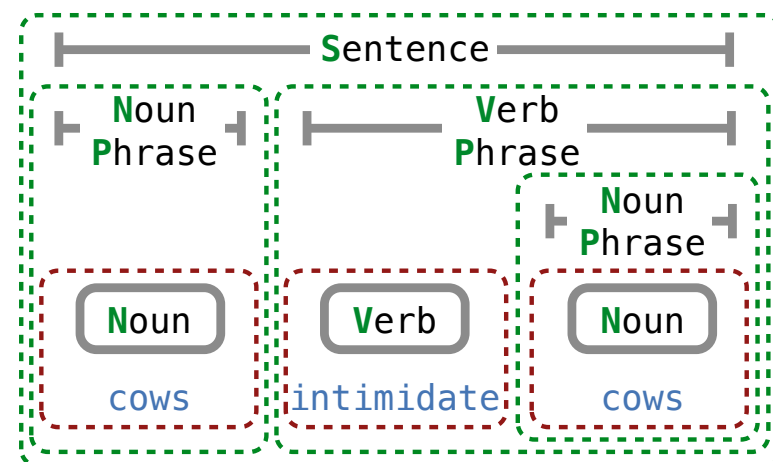 Sentence
Noun Phrase
Verb Phrase
Noun Phrase
Noun
Verb
Noun
cows
intimidate
cows